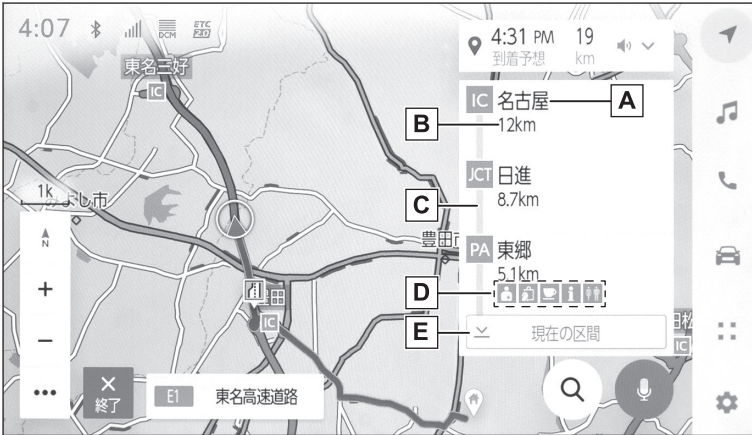 4:07
DCM
ETC
2.0
東名三好
IC
1k
よし市
N
豊田
IC
4:31 PM 19
到着予想 km
IC 名古屋 A
B 12km
JCT 日進
C 8.7km
PA 東郷
5.1km
D
E 現在の区間
IC
×
終了
E1 東名高速道路